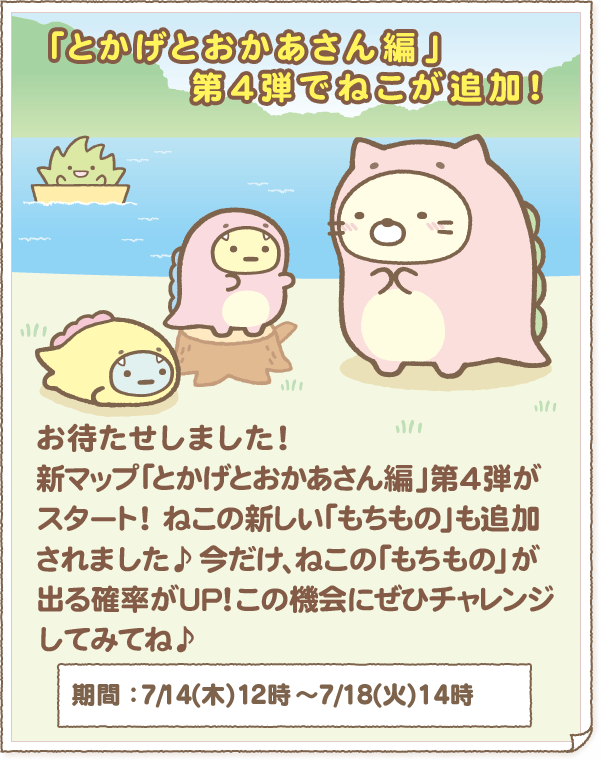 「とかげとおかあさん編」
第4弾でねこが追加！
お待たせしました！
新マップ「とかげとおかあさん編」第4弾が
スタート！ ねこの新しい「もちもの」も追加
されました♪今だけ、ねこの「もちもの」が
出る確率がUP！この機会にぜひチャレンジ
してみてね♪
期間：7/14(木)12時～7/18(火)14時